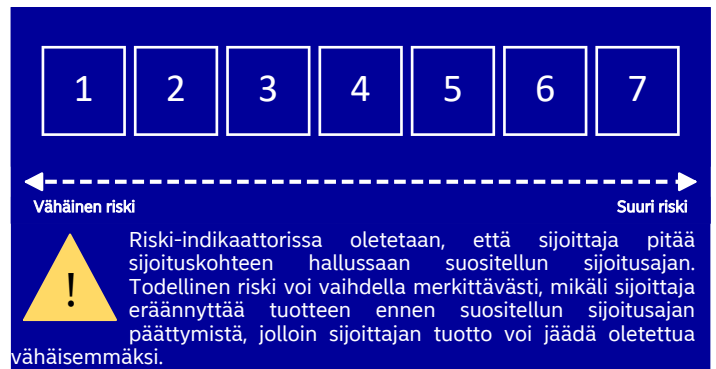 1 2 3 4 5 6 7
Vähäinen riski Suuri riski
Riski-indikaattorissa oletetaan, että sijoittaja pitää
sijoituskohteen hallussaan suositellun sijoitusajan.
Todellinen riski voi vaihdella merkittävästi, mikäli sijoittaja
! eräännyttää tuotteen ennen suositellun sijoitusajan
päättymistä, jolloin sijoittajan tuotto voi jäädä oletettua
vähäisemmäksi.